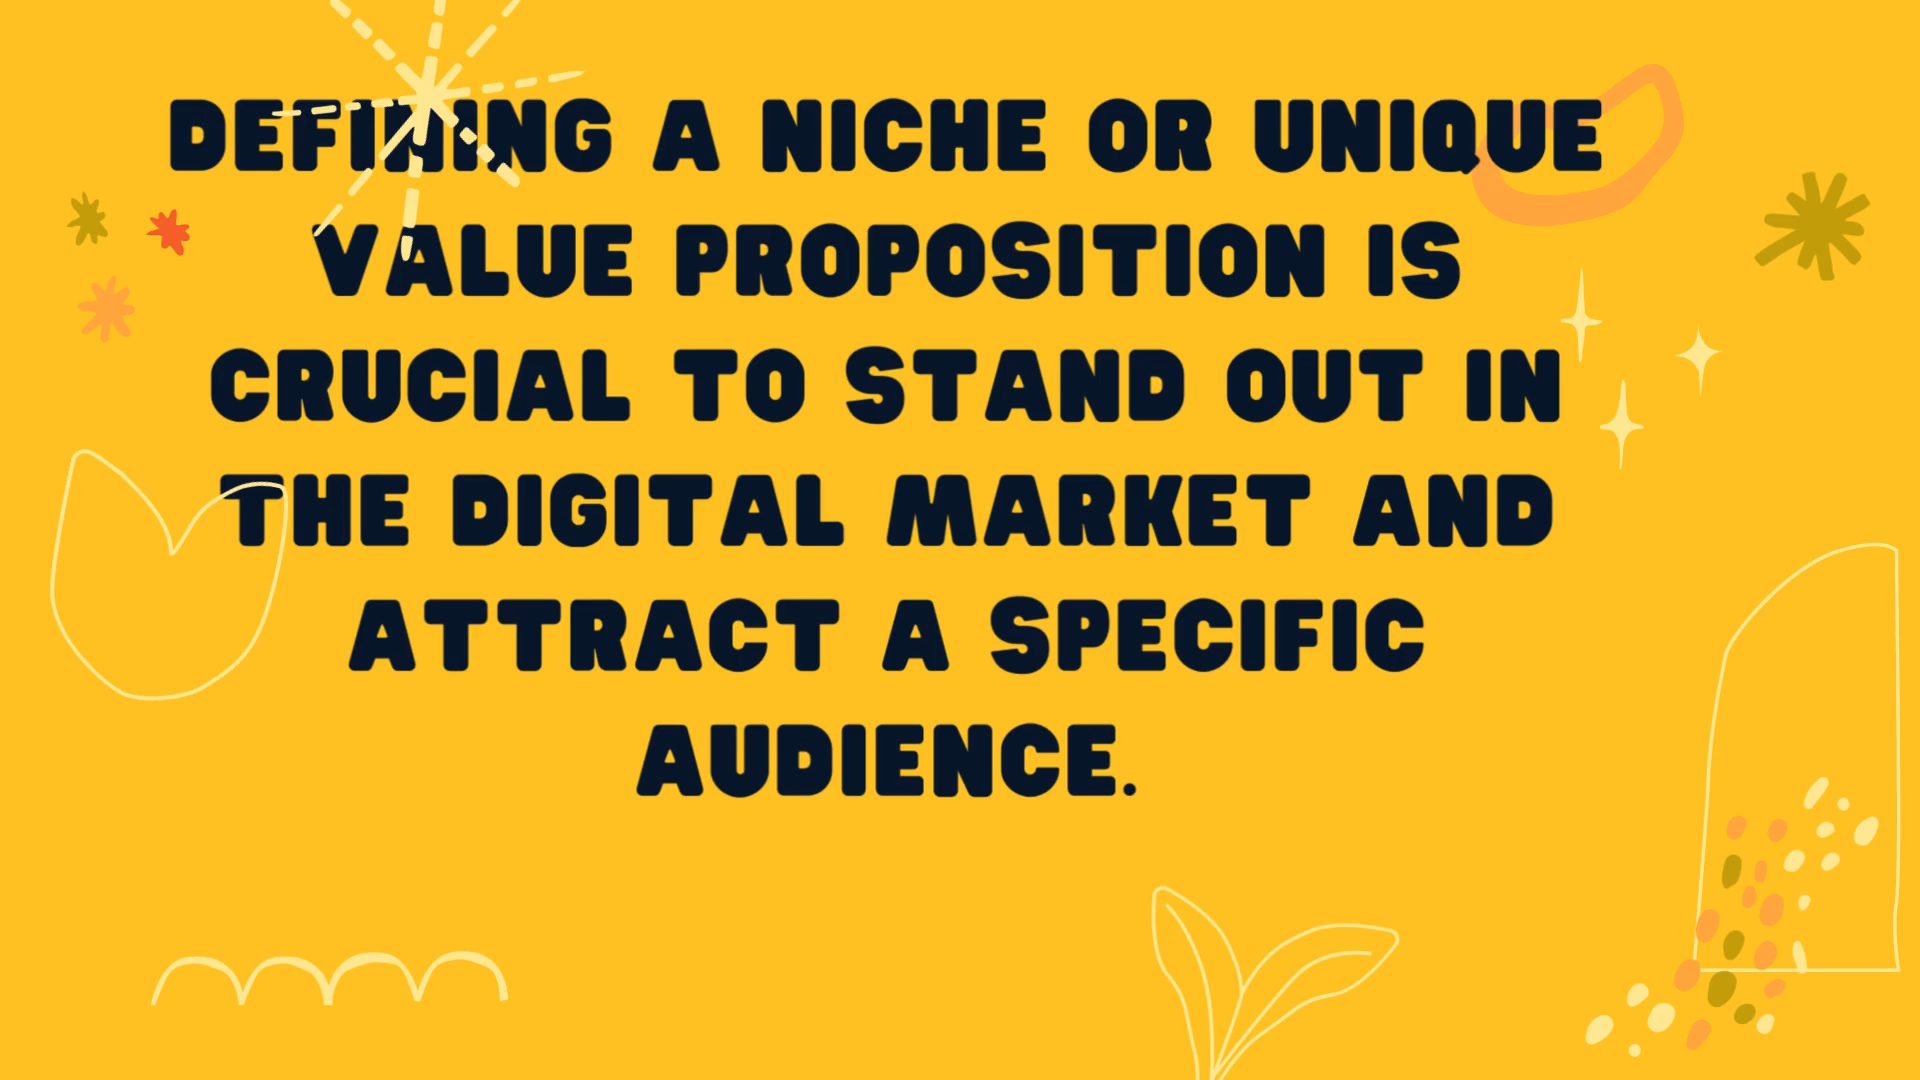 DEFINING A NICHE OR UNIQUE
VALUE PROPOSITION IS
CRUCIAL TO STAND OUT IN
THE DIGITAL MARKET AND
ATTRACT A SPECIFIC
AUDIENCE.